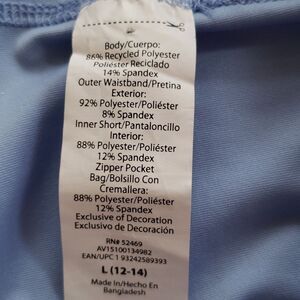 Body/Cuerpo:
86% Recycled Polyester
Poliéster Reciclado
14% Spandex
Outer Waistband/Pretina
Exterior:
92% Polyester/Poliéster
8% Spandex
Inner Short/Pantaloncillo
Interior:
88% Polyester/Poliéster
12% Spandex
Zipper Pocket
Bag/Bolsillo Con
Cremallera:
88% Polyester/Poliéster
12% Spandex
Exclusive of Decoration
Exclusivo de Decoración
RN# 52469
AV15100134982
EAN/UPC 1 93242589393
L (12-14)
Made In/Hecho En
Bangladesh